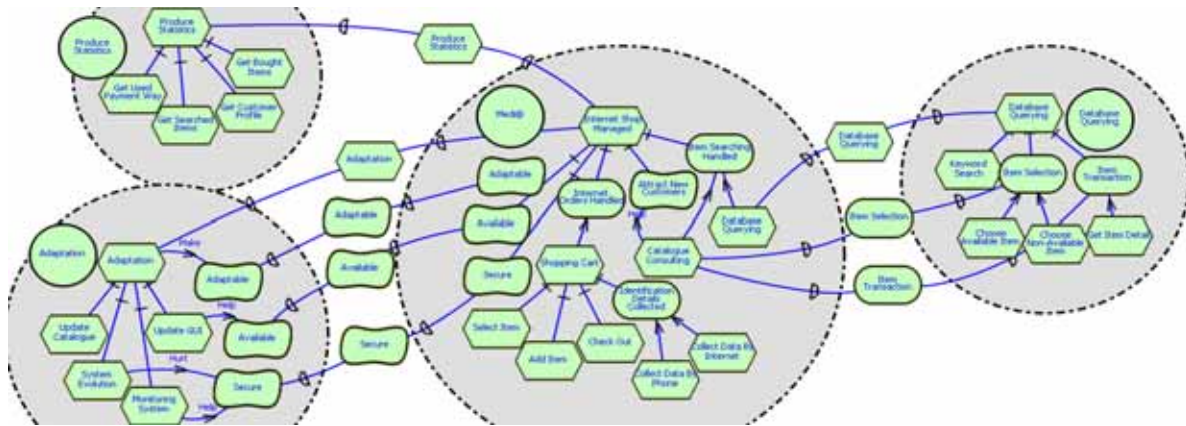 Produce
Statistics
Produce
Statistics
Get Bought
Items
Get Used
Payment Way
Get Customer
Profile
Get Searched
Items
Produce
Statistics
Adaptation
Adaptation
Adaptation
Make
Adaptable
Update
Catalogue
Update GUI
Help
Available
System
Evolution
Hurt
Monitoring
System
Help
Secure
Adaptable
Available
Secure
Medi@
Internet Shop
Managed
Adaptable
Available
Secure
Internet
Orders Handled
Attract New
Customers
Item Searching
Handled
Help
Database
Querying
Shopping Cart
Catalogue
Consulting
Identification
Details
Collected
Select Item
Add Item
Check Out
Collect Data By
Phone
Collect Data By
Internet
Database
Querying
Item Selection
Item
Transaction
Database
Querying
Database
Querying
Keyword
Search
Item Selection
Item
Transaction
Choose
Available Item
Choose
Non-Available
Item
Get Item Detail